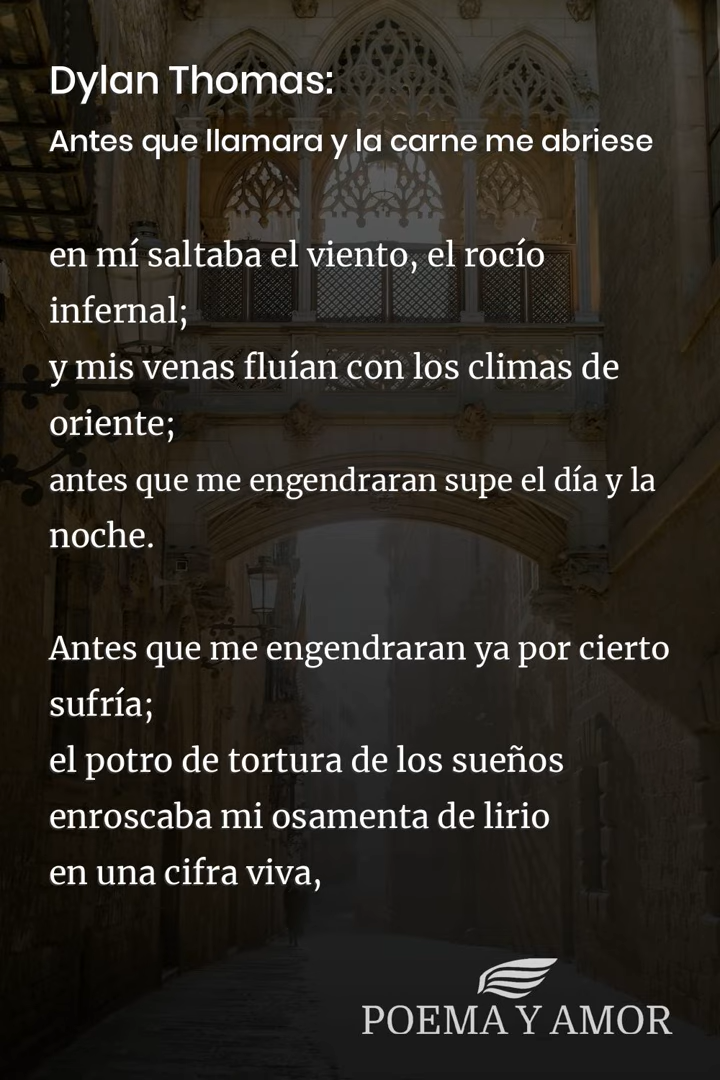 Dylan Thomas:
Antes que llamara y la carne me abriese
en mí saltaba el viento, el rocío
infernal;
y mis venas fluían con los climas de
oriente;
antes que me engendraran supe el día y la
noche.
Antes que me engendraran ya por cierto
sufría;
el potro de tortura de los sueños
enroscaba mi osamenta de lirio
en una cifra viva,
POEMA Y AMOR